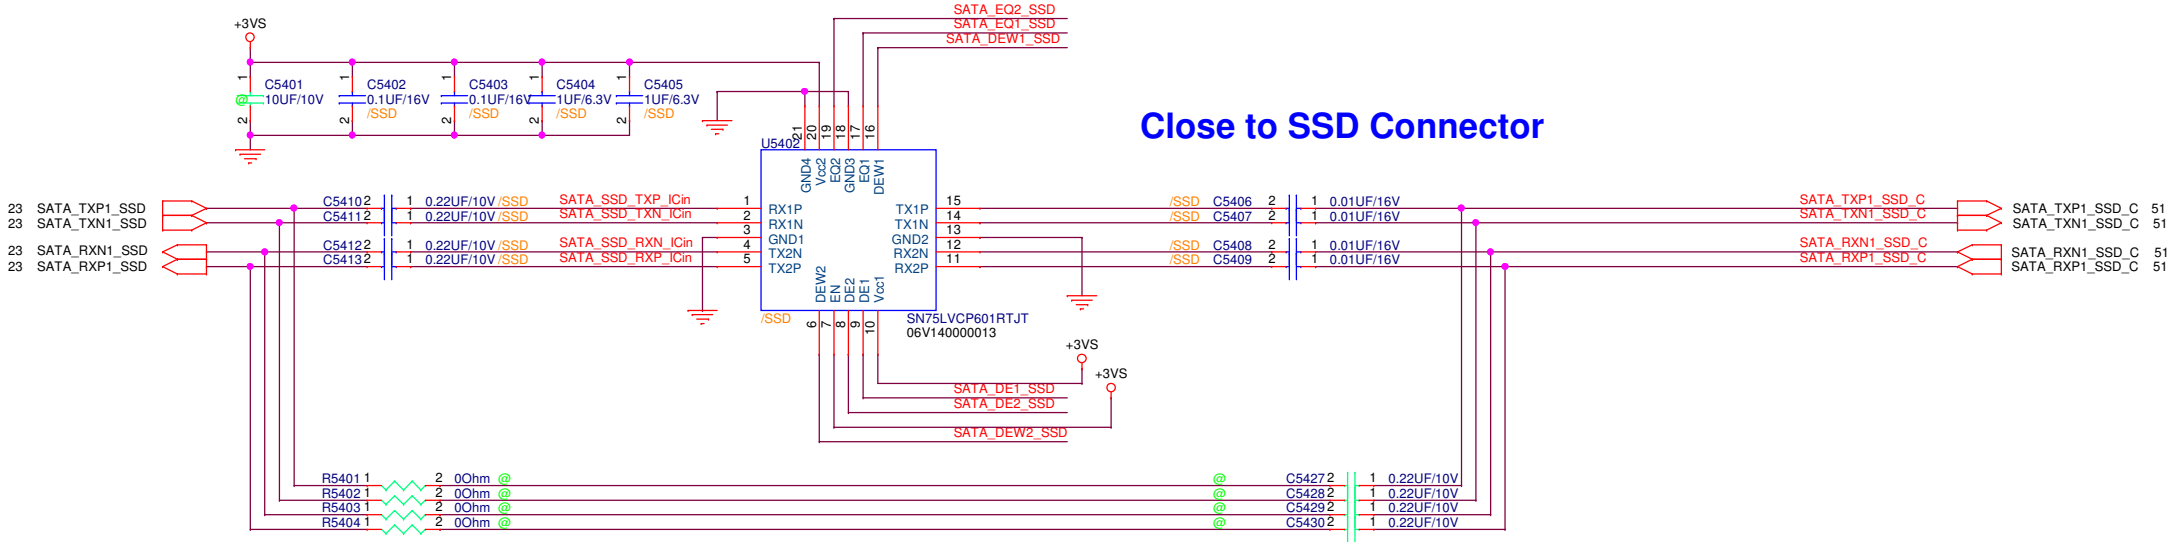 +3VS
SATA_EQ2_SSD
SATA_EQ1_SSD
SATA_DEW1_SSD
1 1 1 1 1
C5401 C5402 C5403 C5404 C5405
@ 10UF/10V 0.1UF/16V 0.1UF/16V 1UF/6.3V 1UF/6.3V
/SSD /SSD /SSD
2 2 2 2 2
Close to SSD Connector
21 20 19 18 17 16
U5402
GND4 Vcc2 EQ2 GND3 EQ1 DEW1
23 SATA_TXP1_SSD C5410 2 1 0.22UF/10V /SSD SATA_SSD_TXP_ICin 1 RX1P TX1P 15 /SSD C5406 2 1 0.01UF/16V SATA_TXP1_SSD_C SATA_TXP1_SSD_C 51
23 SATA_TXN1_SSD C5411 2 1 0.22UF/10V /SSD SATA_SSD_TXN_ICin 2 RX1N TX1N 14 /SSD C5407 2 1 0.01UF/16V SATA_TXN1_SSD_C SATA_TXN1_SSD_C 51
3 GND1 GND2 13
23 SATA_RXN1_SSD C5412 2 1 0.22UF/10V /SSD SATA_SSD_RXN_ICin 4 TX2N RX2N 12 /SSD C5408 2 1 0.01UF/16V SATA_RXN1_SSD_C SATA_RXN1_SSD_C 51
23 SATA_RXP1_SSD C5413 2 1 0.22UF/10V /SSD SATA_SSD_RXP_ICin 5 TX2P RX2P 11 /SSD C5409 2 1 0.01UF/16V SATA_RXP1_SSD_C SATA_RXP1_SSD_C 51
DEW2 EN DE2 DE1 Vcc1
/SSD SN75LVCP601RTJT
06V140000013
6 7 8 9 10
+3VS
+3VS
SATA_DE1_SSD
SATA_DE2_SSD
SATA_DEW2_SSD
R5401 1 2 0Ohm @ @ C5427 2 1 0.22UF/10V
R5402 1 2 0Ohm @ @ C5428 2 1 0.22UF/10V
R5403 1 2 0Ohm @ @ C5429 2 1 0.22UF/10V
R5404 1 2 0Ohm @ @ C5430 2 1 0.22UF/10V